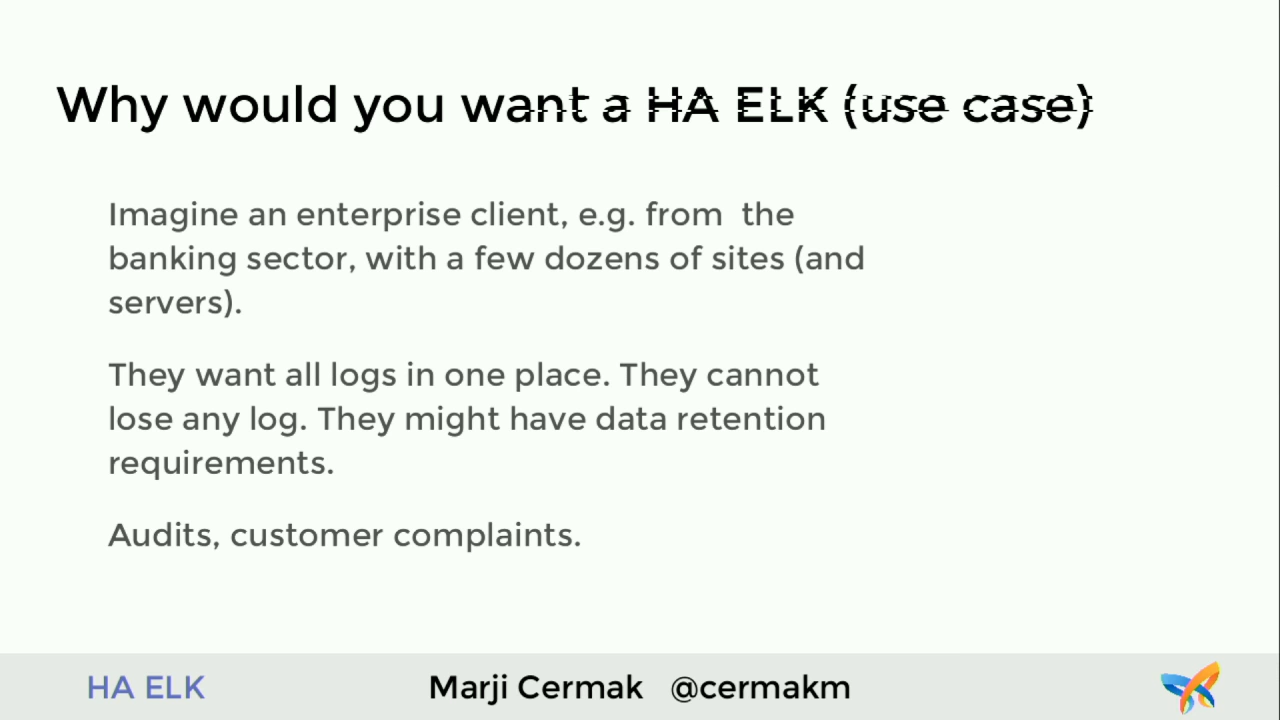 Why would you want a HA ELK (use case)
Imagine an enterprise client, e.g. from  the
banking sector, with a few dozens of sites (and
servers).
They want all logs in one place. They cannot
lose any log. They might have data retention
requirements.
Audits, customer complaints.
HA ELK
Marji Cermak   @cermakm